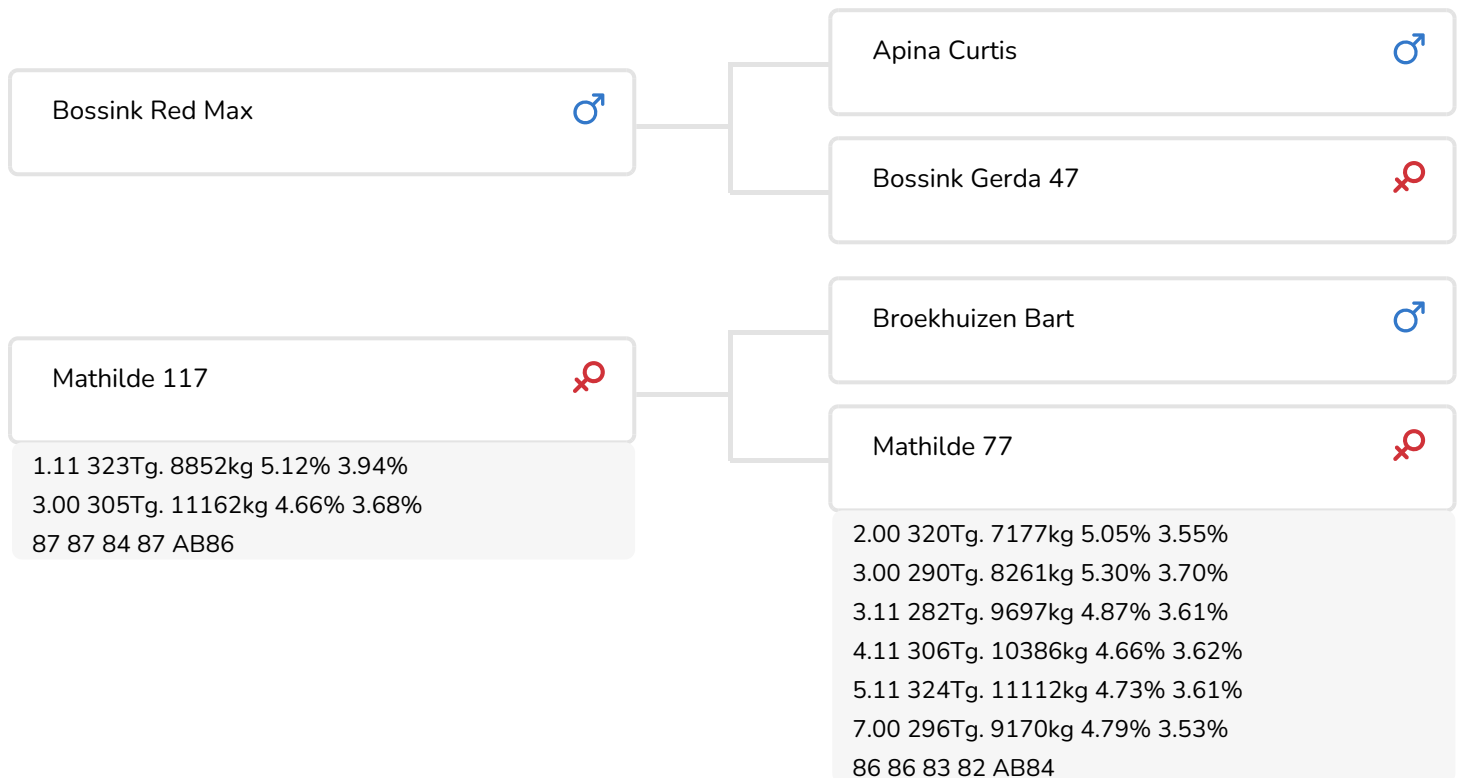 Apina Curtis
Bossink Red Max
Bossink Gerda 47
Broekhuizen Bart
Mathilde 117
1.11 323Tg. 8852kg 5.12% 3.94%
3.00 305Tg. 11162kg 4.66% 3.68%
87 87 84 87 AB86
Mathilde 77
2.00 320Tg. 7177kg 5.05% 3.55%
3.00 290Tg. 8261kg 5.30% 3.70%
3.11 282Tg. 9697kg 4.87% 3.61%
4.11 306Tg. 10386kg 4.66% 3.62%
5.11 324Tg. 11112kg 4.73% 3.61%
7.00 296Tg. 9170kg 4.79% 3.53%
86 86 83 82 AB84